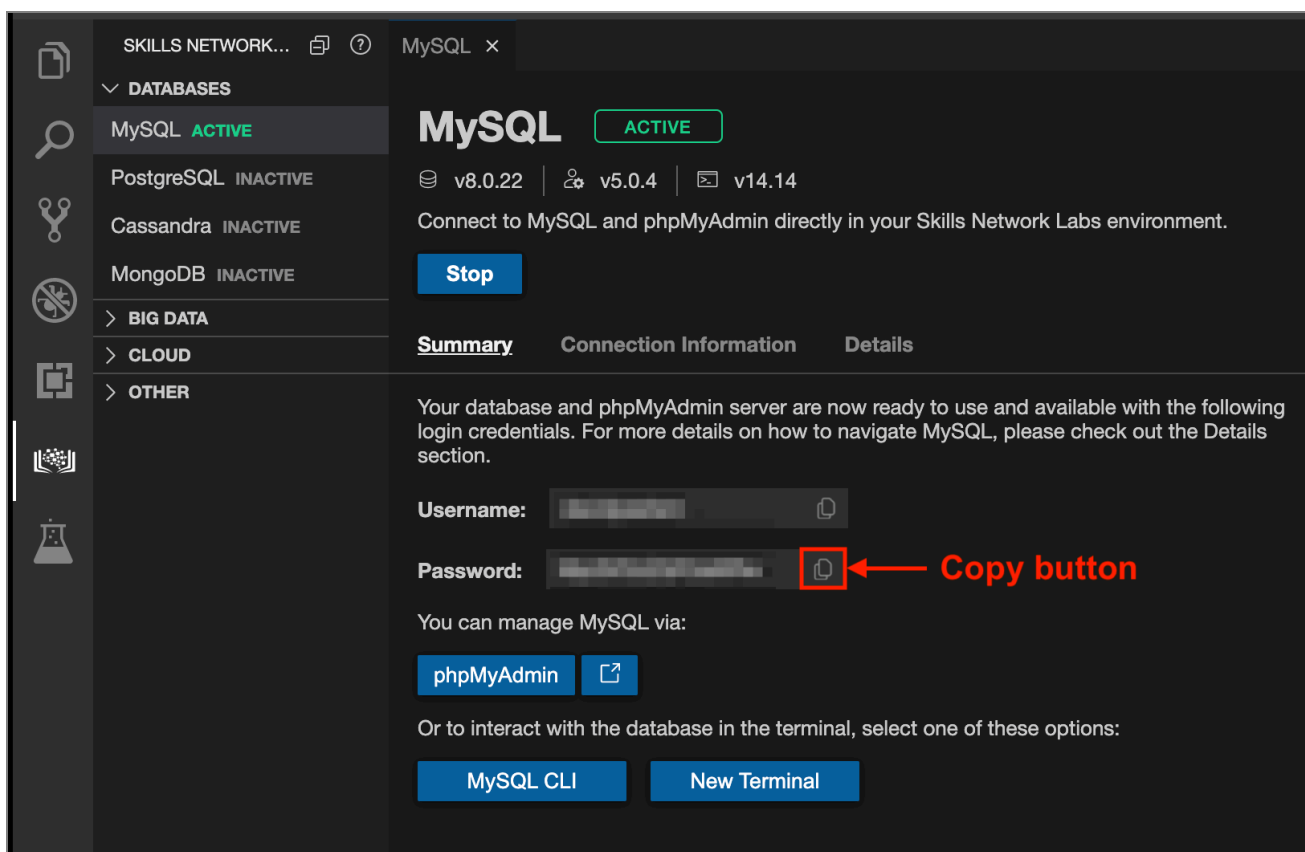 SKILLS NETWORK...
DATABASES
MySQL ACTIVE
PostgreSQL INACTIVE
Cassandra INACTIVE
MongoDB INACTIVE
BIG DATA
CLOUD
OTHER
MySQL ×
MySQL ACTIVE
v8.0.22 v5.0.4 v14.14
Connect to MySQL and phpMyAdmin directly in your Skills Network Labs environment.
Stop
Summary Connection Information Details
Your database and phpMyAdmin server are now ready to use and available with the following
login credentials. For more details on how to navigate MySQL, please check out the Details
section.
Username:
Password:
Copy button
You can manage MySQL via:
phpMyAdmin
Or to interact with the database in the terminal, select one of these options:
MySQL CLI New Terminal